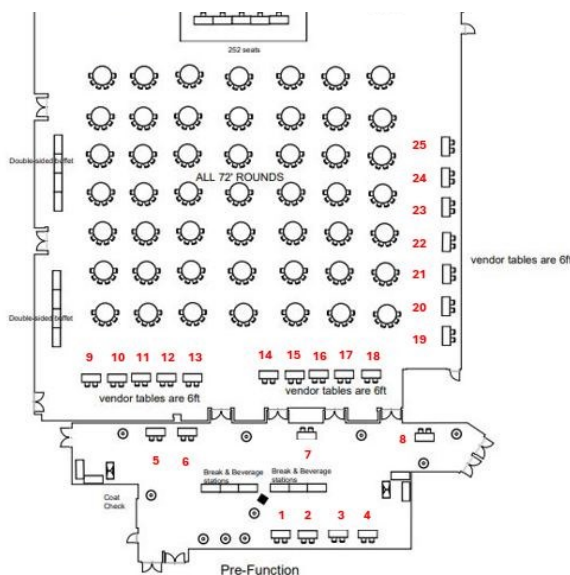 252 seats
Double-sided buffet
ALL 72' ROUNDS
25
24
23
22
vendor tables are 6ft
21
20
19
Double-sided buffet
9 10 11 12 13
14 15 16 17 18
vendor tables are 6ft
vendor tables are 6ft
5 6
7
8
Break & Beverage
stations
Break & Beverage
stations
Coat
Check
1 2 3 4
Pre-Function